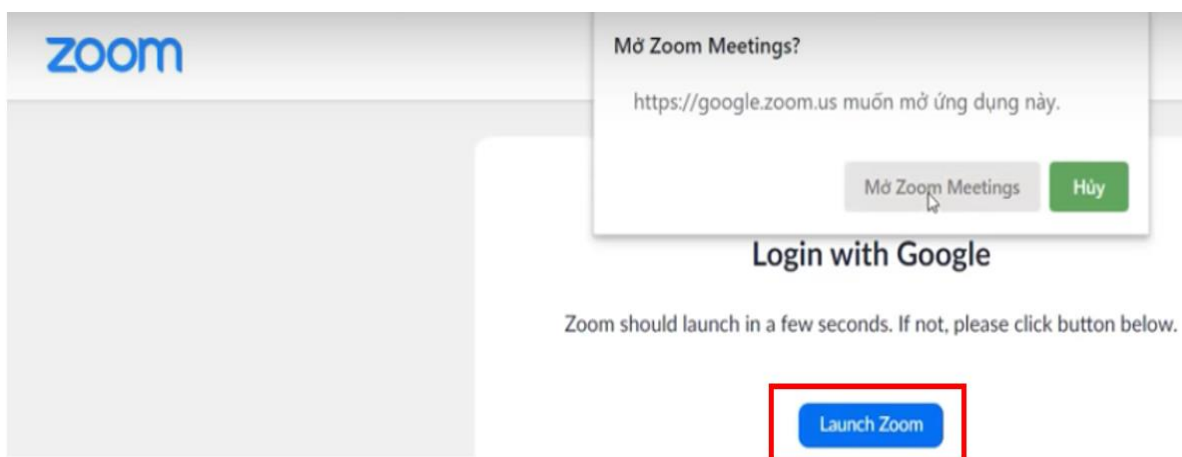 zoom
Mở Zoom Meetings?
https://google.zoom.us muốn mở ứng dụng này.
Mở Zoom Meetings Hủy
Login with Google
Zoom should launch in a few seconds. If not, please click button below.
Launch Zoom